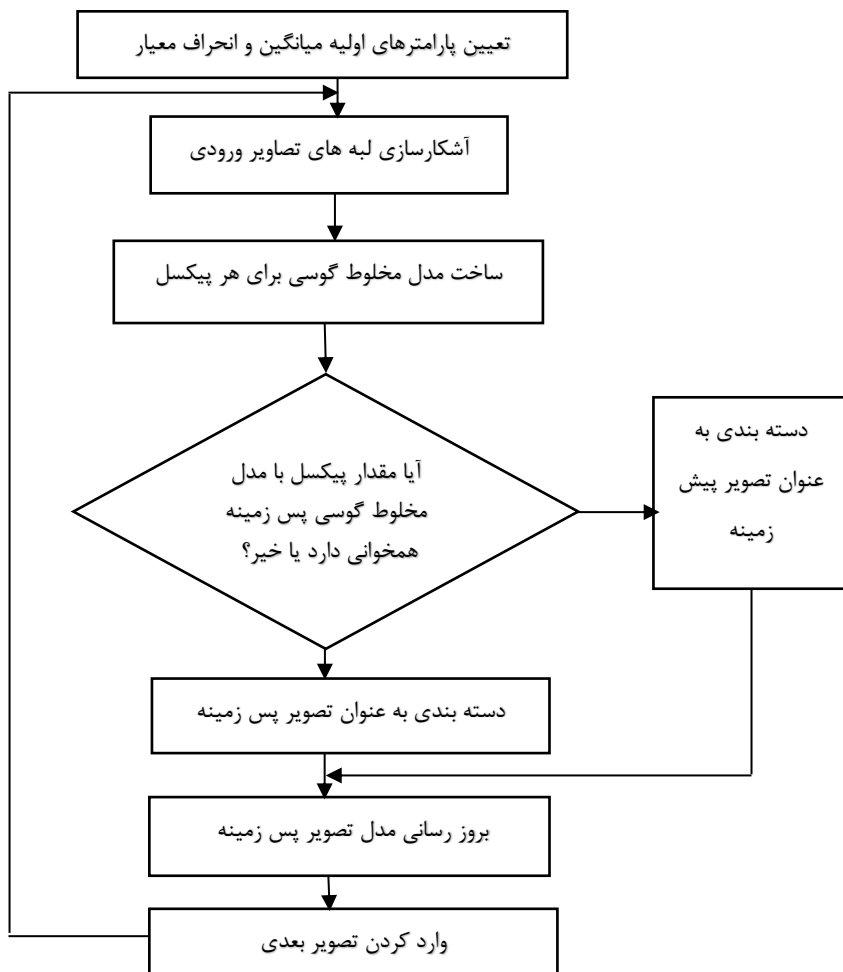 تعیین پارامترهای اولیه میانگین و انحراف معیار
آشکارسازی لبه های تصاویر ورودی
ساخت مدل مخلوط گوسی برای هر پیکسل
آیا مقدار پیکسل با مدل
مخلوط گوسی پس زمینه
همخوانی دارد یا خیر؟
دسته بندی به
عنوان تصویر پیش
زمینه
دسته بندی به عنوان تصویر پس زمینه
بروز رسانی مدل تصویر پس زمینه
وارد کردن تصویر بعدی